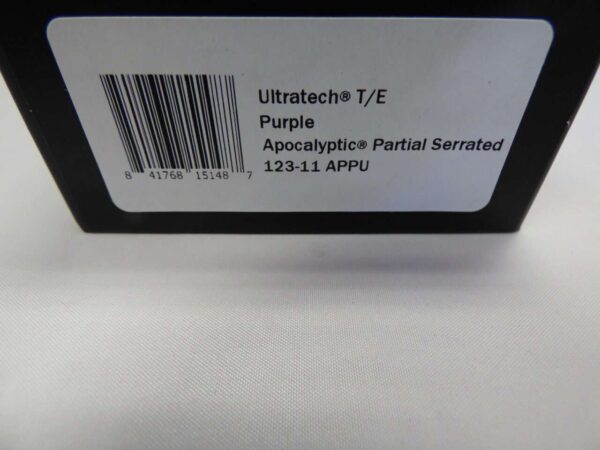 Ultratech® T/E
Purple
Apocalyptic® Partial Serrated
123-11 APPU
8 41768 15148 7